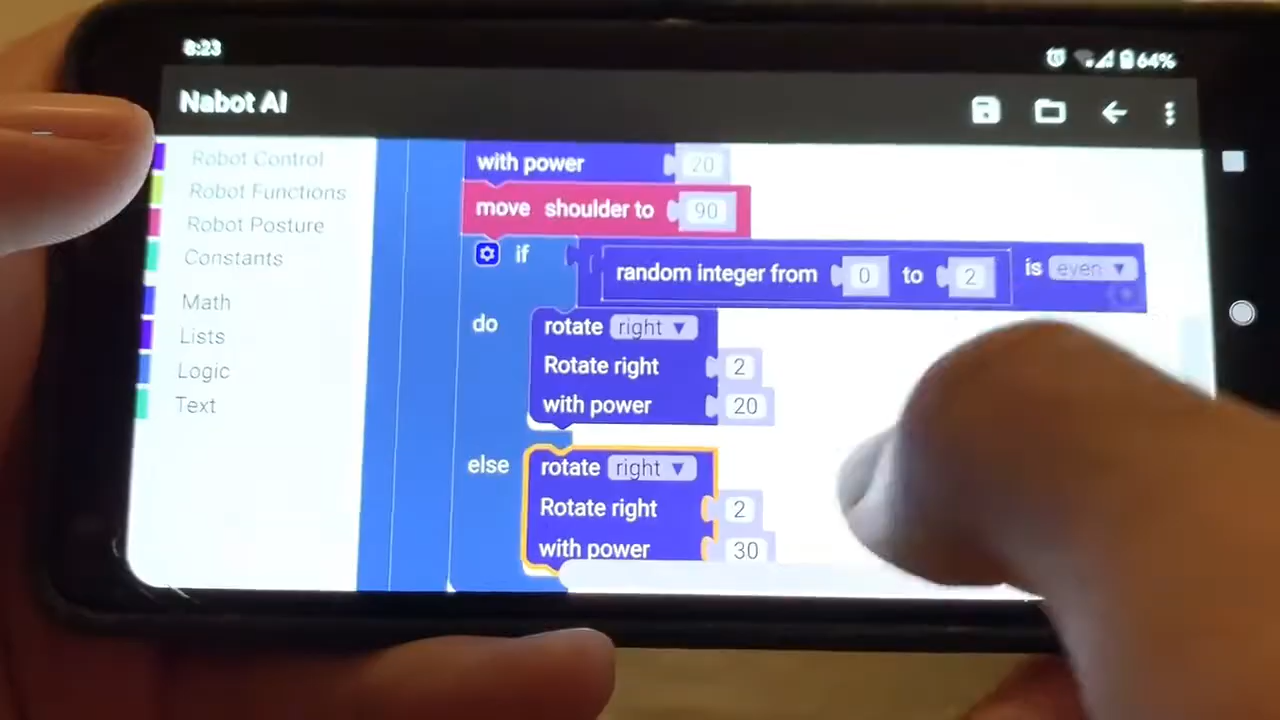 8:23
64%
Nabot AI
Robot Control
Robot Functions
Robot Posture
Constants
Math
Lists
Logic
Text
with power 20
move shoulder to 90
if random integer from 0 to 2 is even
do rotate right
Rotate right 2
with power 20
else rotate right
Rotate right 2
with power 30